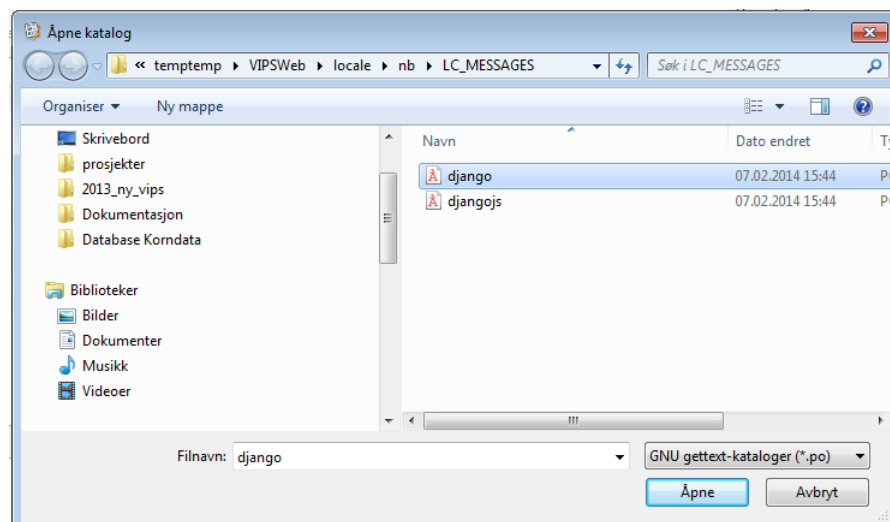 Åpne katalog
« temptemp VIPSWeb locale nb LC_MESSAGES Søk i LC_MESSAGES
Organiser Ny mappe
Skrivebord
prosjekter
2013_ny_vips
Dokumentasjon
Database Korndata
Biblioteker
Bilder
Dokumenter
Musikk
Videoer
Navn Dato endret
django 07.02.2014 15:44
djangojs 07.02.2014 15:44
Filnavn: django GNU gettext-kataloger (*.po)
Åpne Avbryt